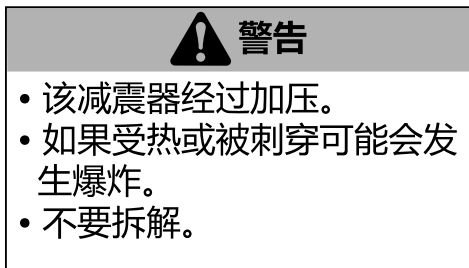 警告
• 该减震器经过加压。
• 如果受热或被刺穿可能会发
生爆炸。
• 不要拆解。